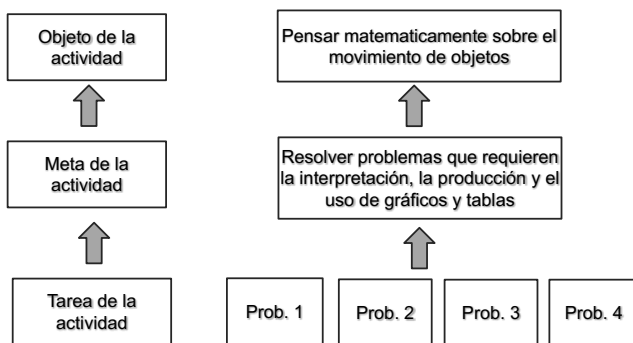 Objeto de la
actividad
Pensar matematicamente sobre el
movimiento de objetos
Meta de la
actividad
Resolver problemas que requieren
la interpretación, la producción y el
uso de gráficos y tablas
Tarea de la
actividad
Prob. 1
Prob. 2
Prob. 3
Prob. 4